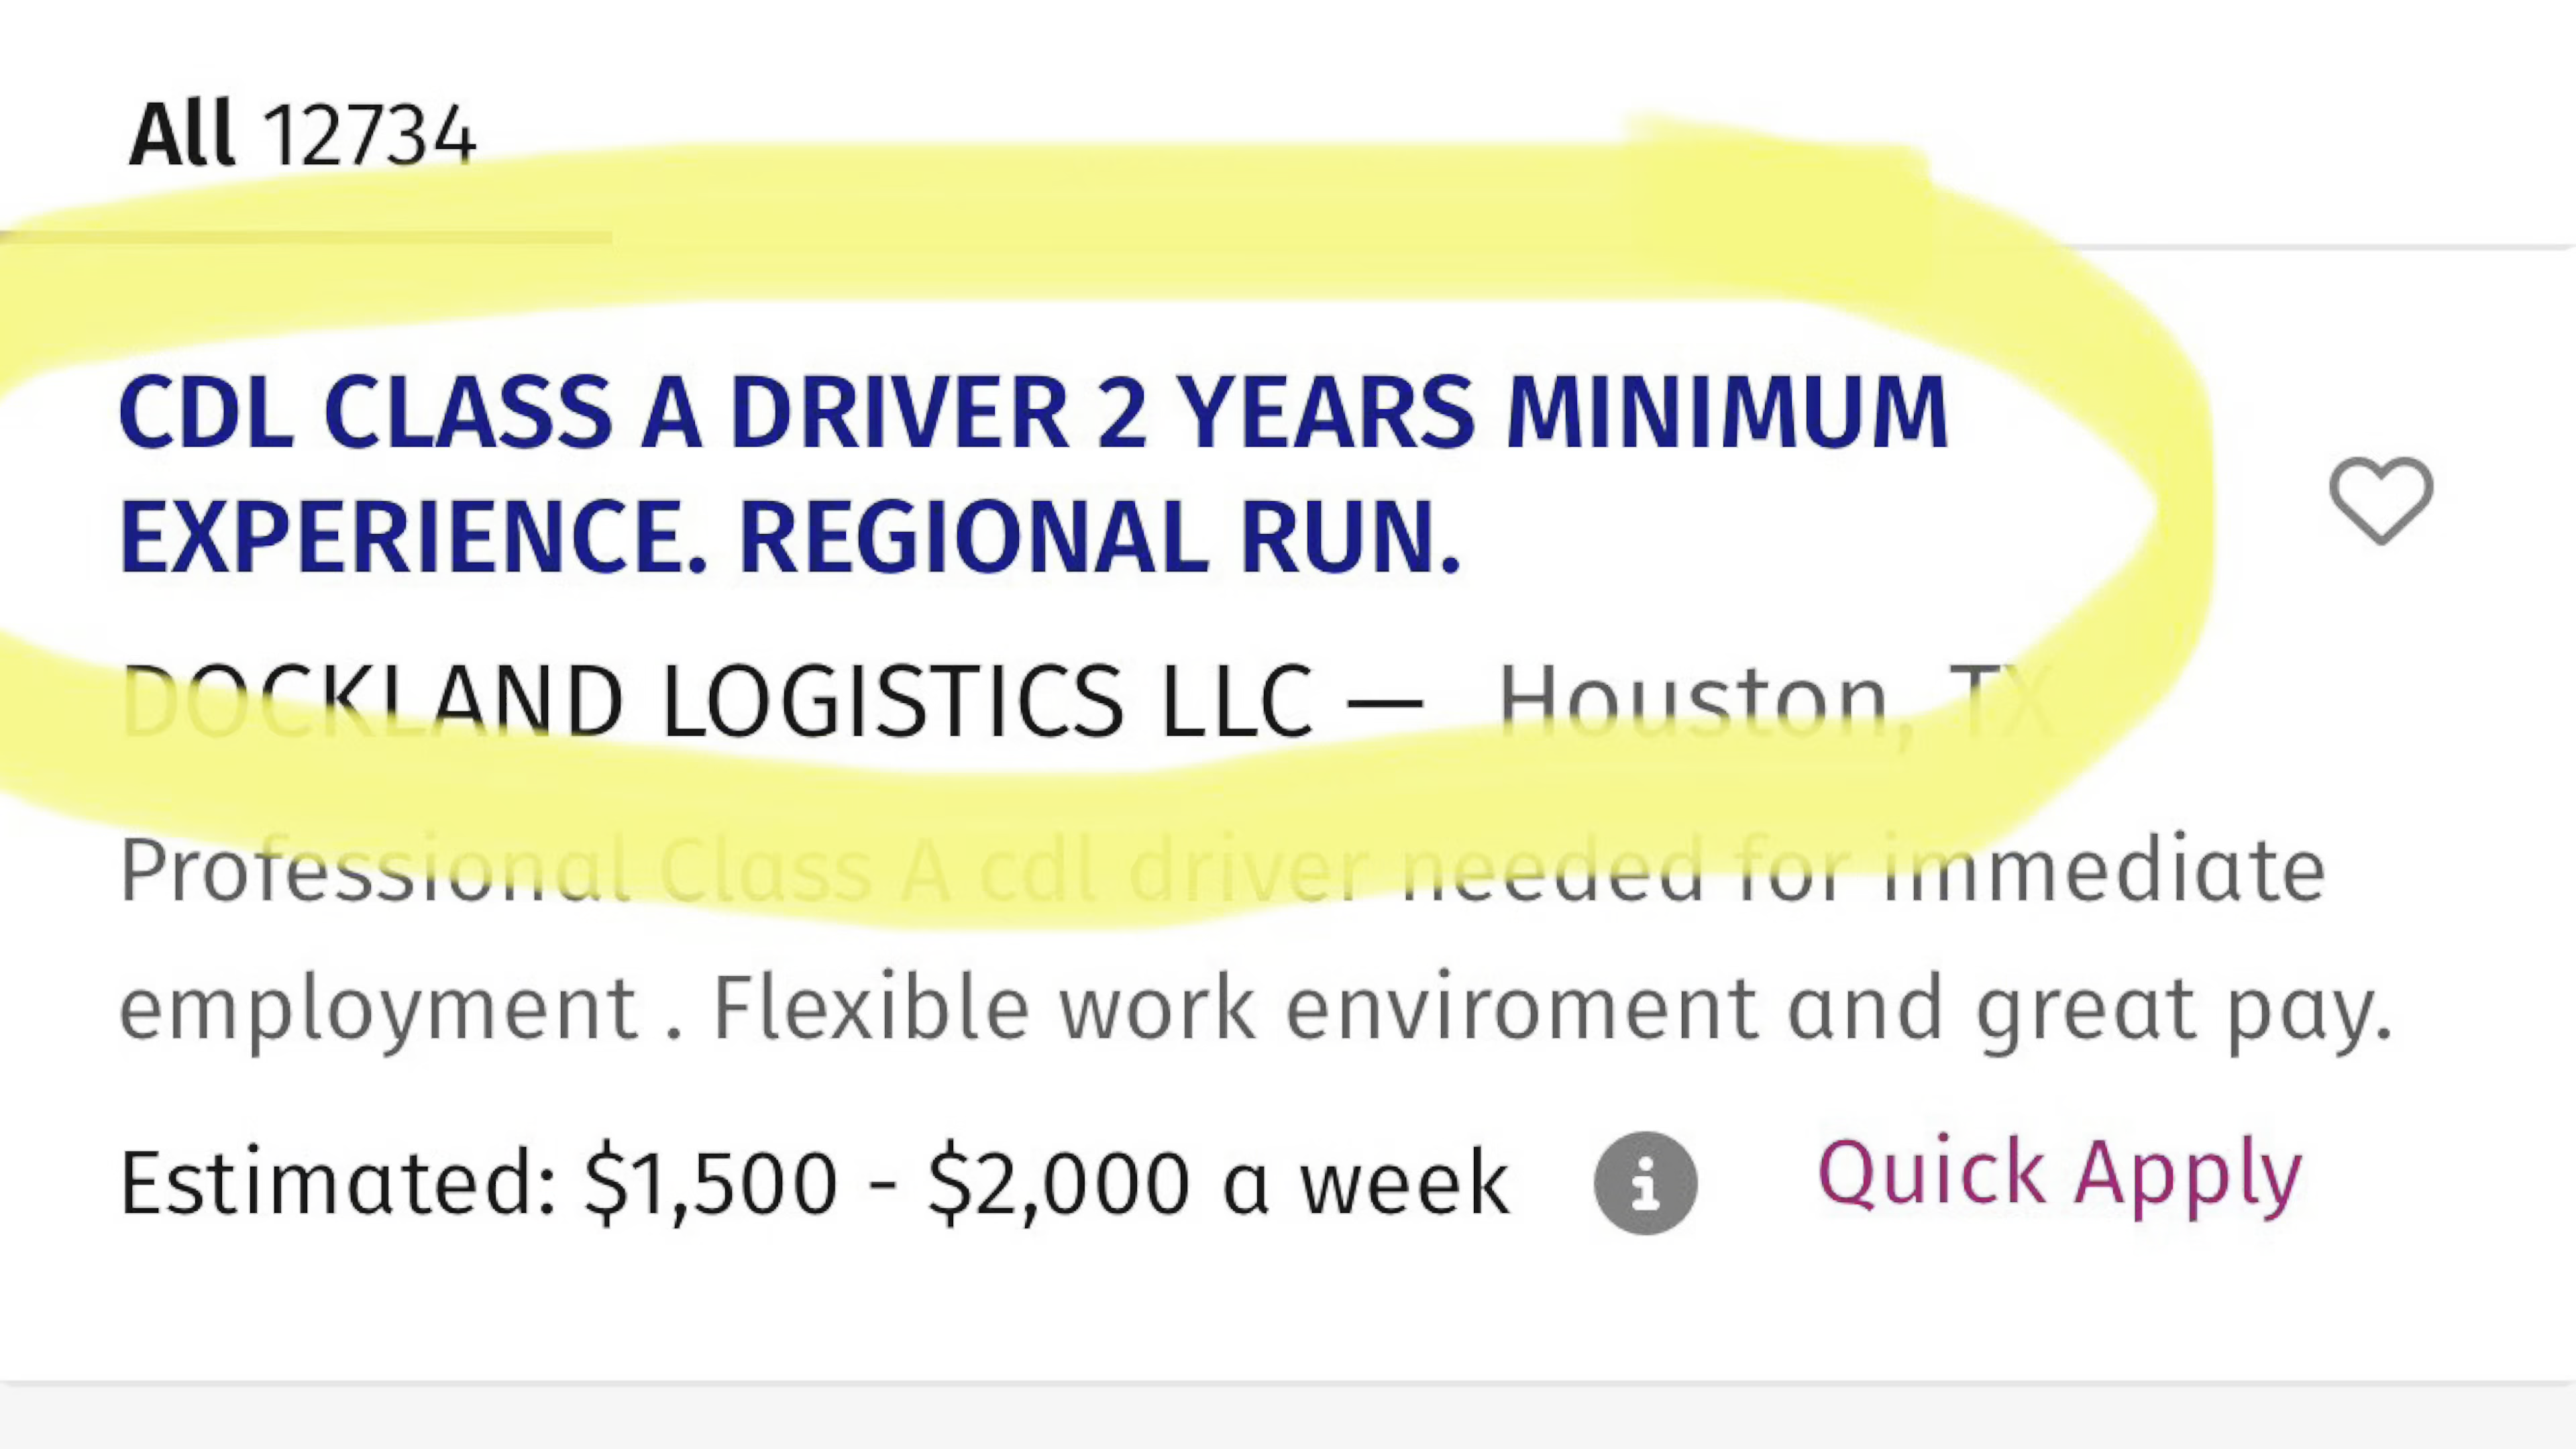 All 12734
CDL CLASS A DRIVER 2 YEARS MINIMUM
EXPERIENCE. REGIONAL RUN.
DOCKLAND LOGISTICS LLC — Houston, TX
Professional Class A cdl driver needed for immediate
employment . Flexible work enviroment and great pay.
Estimated: $1,500 - $2,000 a week i Quick Apply